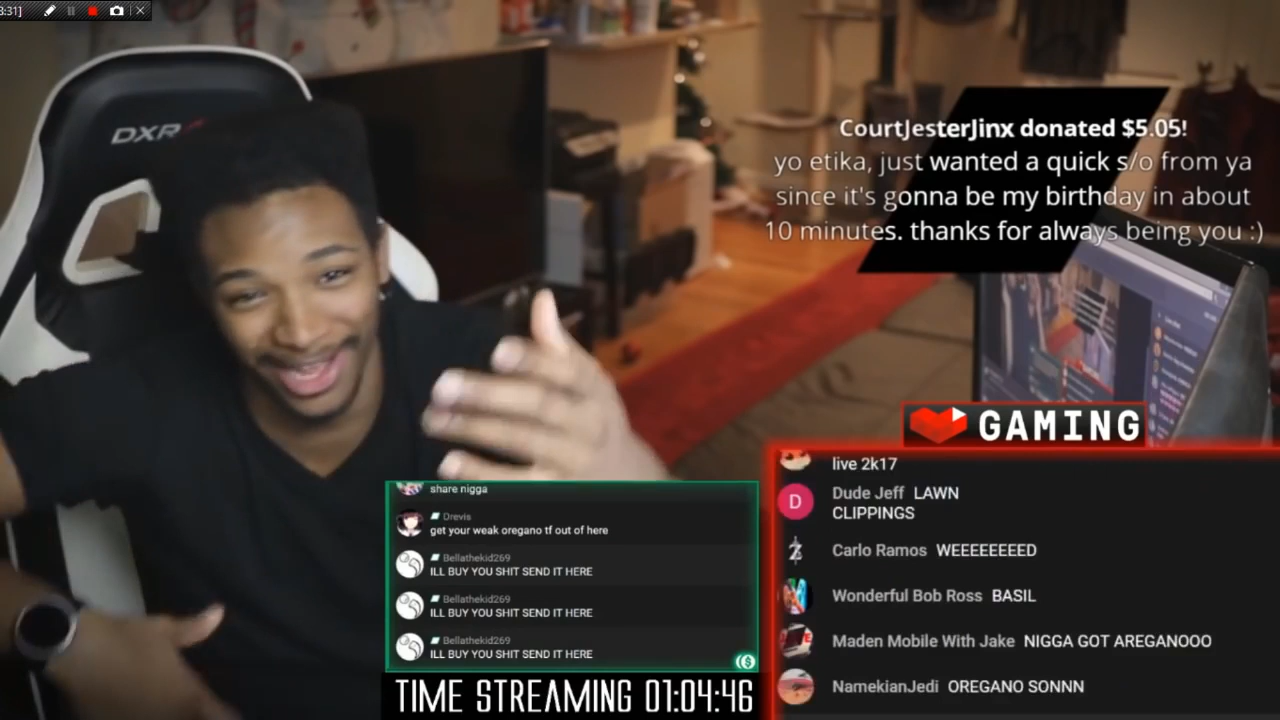 3:31]
DXR
CourtJesterJinx donated $5.05!
yo etika, just wanted a quick s/o from ya
since it's gonna be my birthday in about
10 minutes. thanks for always being you :)
GAMING
share nigga
Drevis
get your weak oregano tf out of here
Bellathekid269
ILL BUY YOU SHIT SEND IT HERE
Bellathekid269
ILL BUY YOU SHIT SEND IT HERE
Bellathekid269
ILL BUY YOU SHIT SEND IT HERE
TIME STREAMING 01:04:46
live 2k17
D
Dude Jeff LAWN
CLIPPINGS
Carlo Ramos WEEEEEEEED
Wonderful Bob Ross BASIL
Maden Mobile With Jake NIGGA GOT AREGANOOO
NamekianJedi OREGANO SONNN